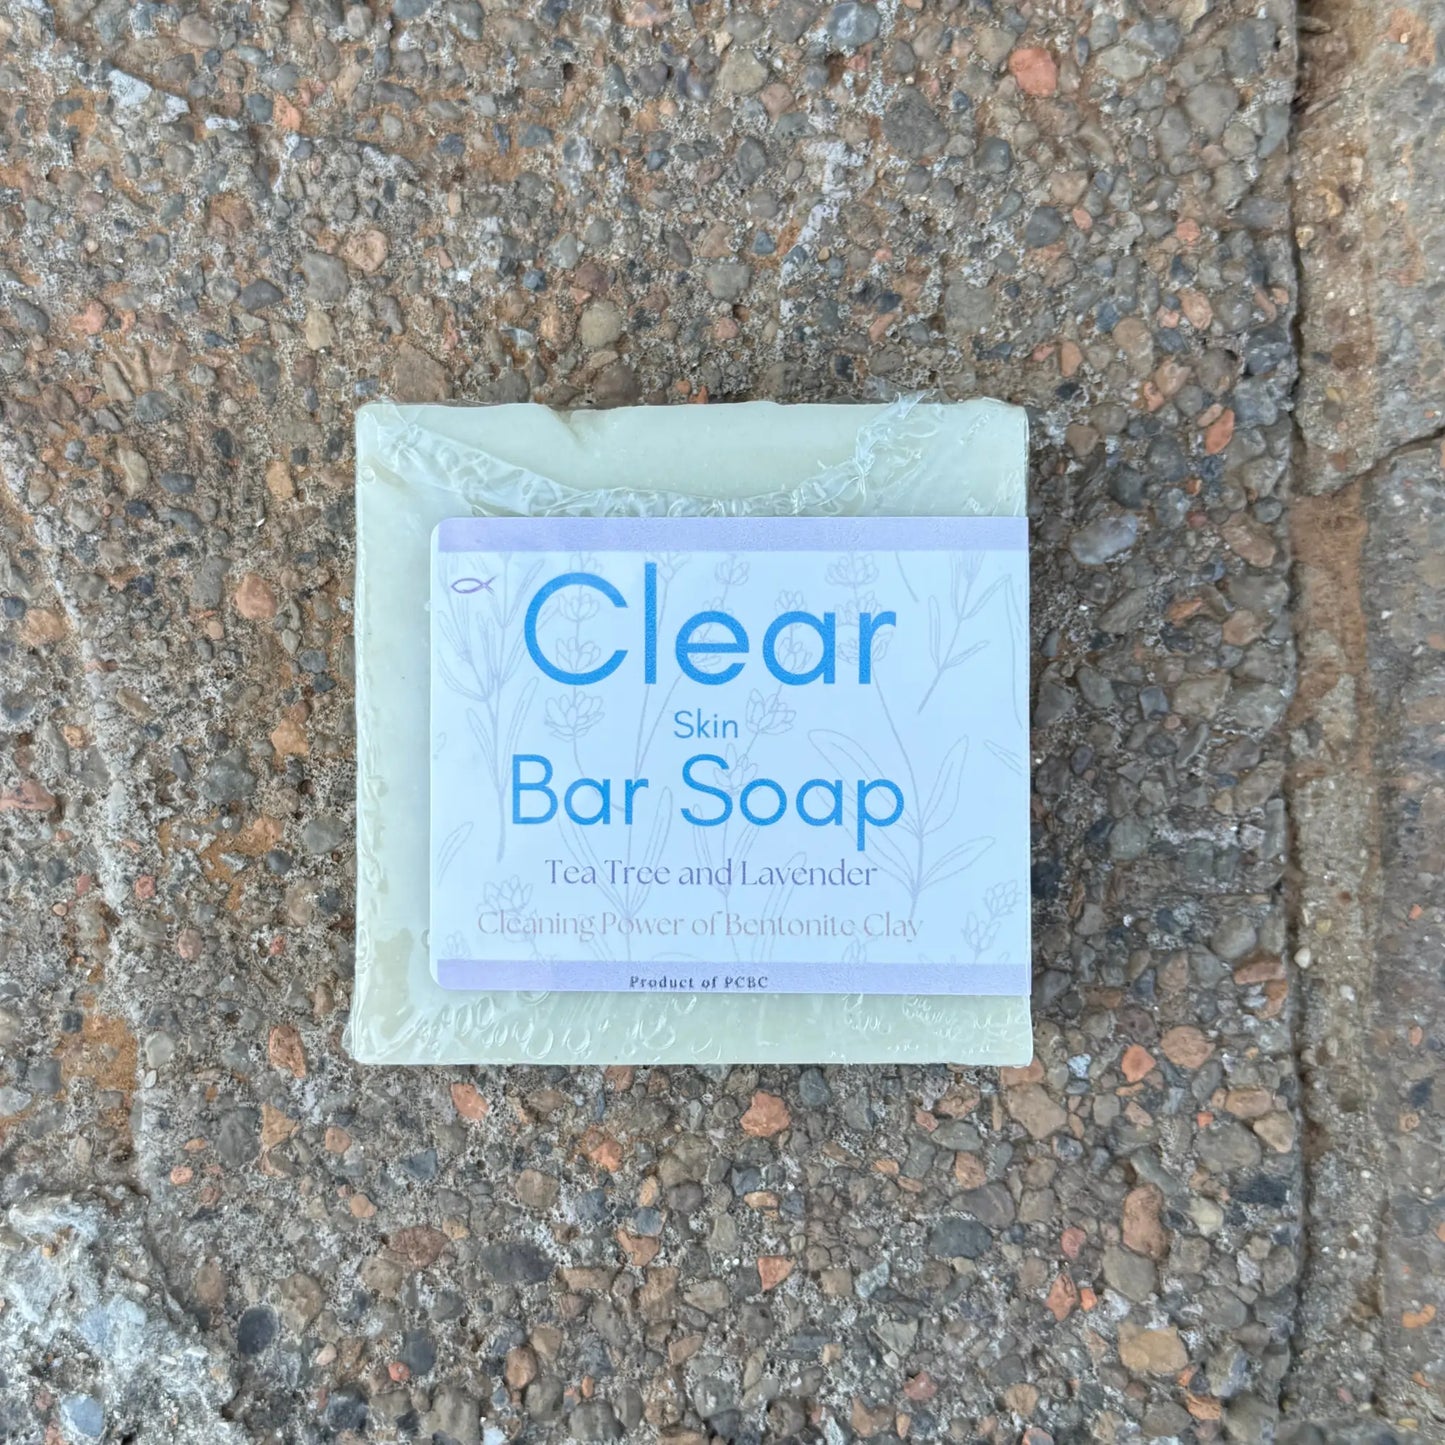 Clear
Skin
Bar Soap
Tea Tree and Lavender
Cleaning Power of Bentonite Clay
Product of PCBC